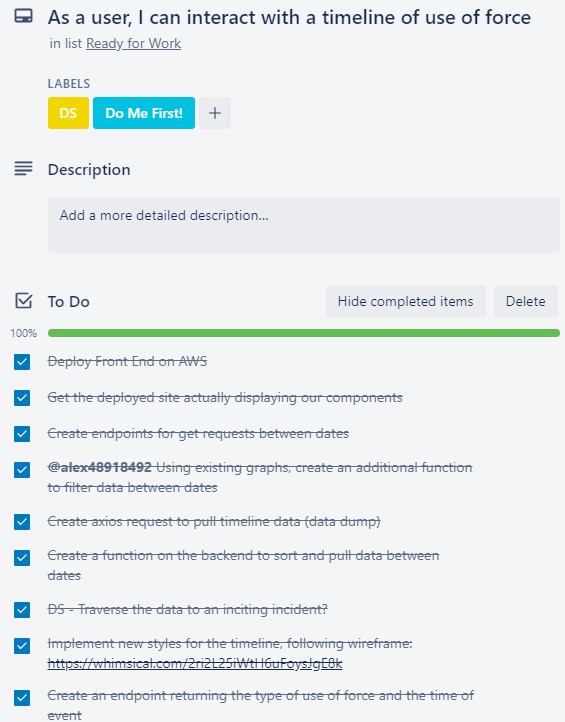 As a user, I can interact with a timeline of use of force
in list Ready for Work
LABELS
DS Do Me First! +
Description
Add a more detailed description...
To Do Hide completed items Delete
100%
Deploy Front End on AWS
Get the deployed site actually displaying our components
Create endpoints for get requests between dates
@alex48918492 Using existing graphs, create an additional function
to filter data between dates
Create axios request to pull timeline data (data dump)
Create a function on the backend to sort and pull data between
dates
DS - Traverse the data to an inciting incident?
Implement new styles for the timeline, following wireframe:
https://whimsical.com/2ri2L25iWtH6uFoysJgE8k
Create an endpoint returning the type of use of force and the time of
event